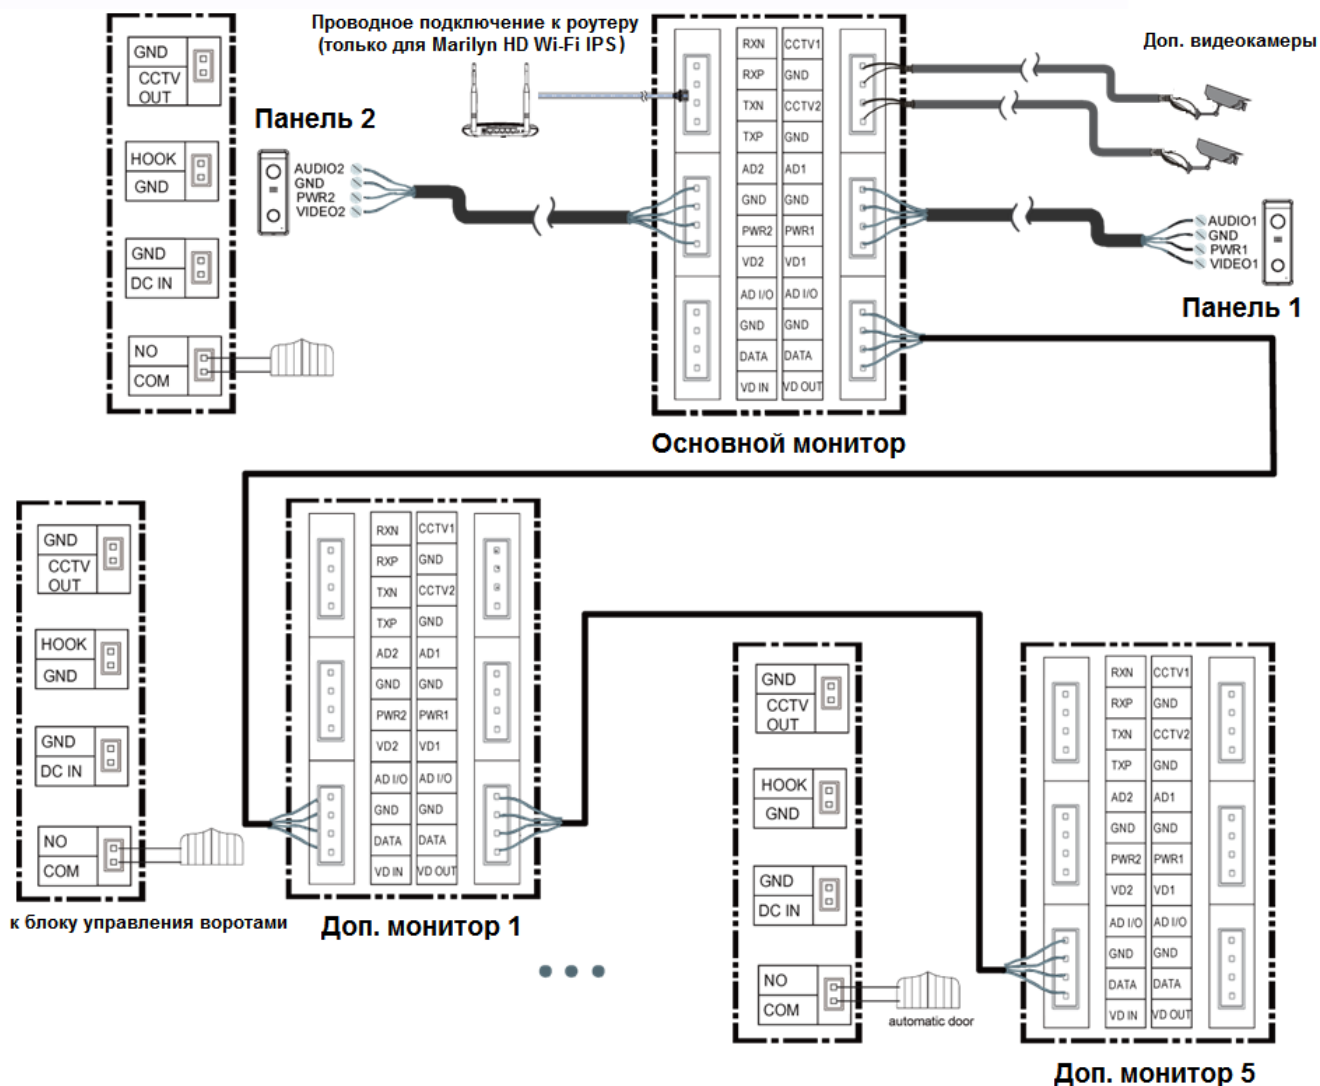 Проводное подключение к роутеру
(только для Marilyn HD Wi-Fi IPS)
Доп. видеокамеры
GND
CCTV
OUT
HOOK
GND
GND
DC IN
NO
COM
Панель 2
AUDIO2
GND
PWR2
VIDEO2
RXN CCTV1
RXP GND
TXN CCTV2
TXP GND
AD2 AD1
GND GND
PWR2 PWR1
VD2 VD1
AD I/O AD I/O
GND GND
DATA DATA
VD IN VD OUT
AUDIO1
GND
PWR1
VIDEO1
Панель 1
Основной монитор
GND
CCTV
OUT
HOOK
GND
GND
DC IN
NO
COM
к блоку управления воротами
RXN CCTV1
RXP GND
TXN CCTV2
TXP GND
AD2 AD1
GND GND
PWR2 PWR1
VD2 VD1
AD I/O AD I/O
GND GND
DATA DATA
VD IN VD OUT
Доп. монитор 1
GND
CCTV
OUT
HOOK
GND
GND
DC IN
NO
COM
automatic door
RXN CCTV1
RXP GND
TXN CCTV2
TXP GND
AD2 AD1
GND GND
PWR2 PWR1
VD2 VD1
AD I/O AD I/O
GND GND
DATA DATA
VD IN VD OUT
Доп. монитор 5